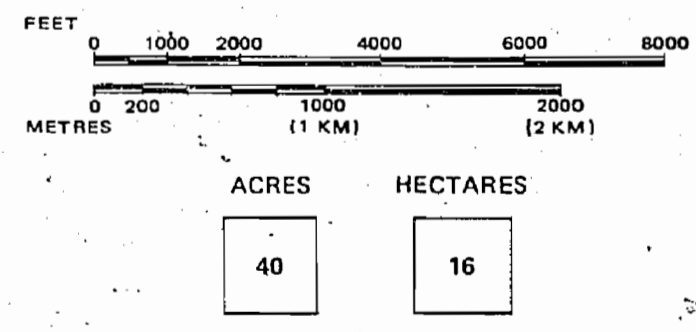 FEET
0 1000 2000 4000 6000 8000
0 200 1000 2000
METRES (1 KM) (2 KM)
ACRES HECTARES
40 16